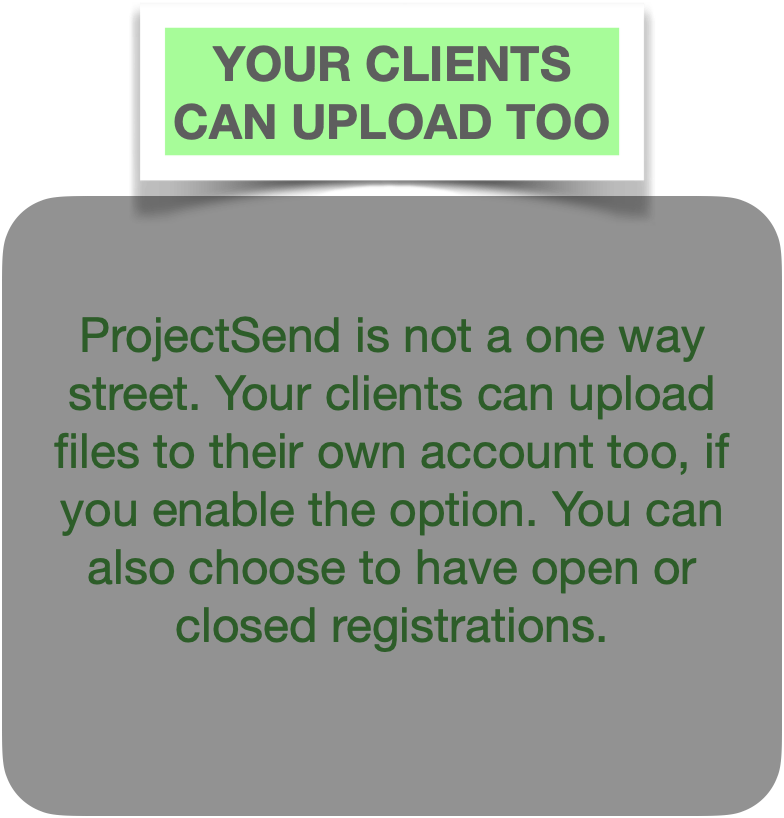 YOUR CLIENTS
CAN UPLOAD TOO
ProjectSend is not a one way
street. Your clients can upload
files to their own account too, if
you enable the option. You can
also choose to have open or
closed registrations.